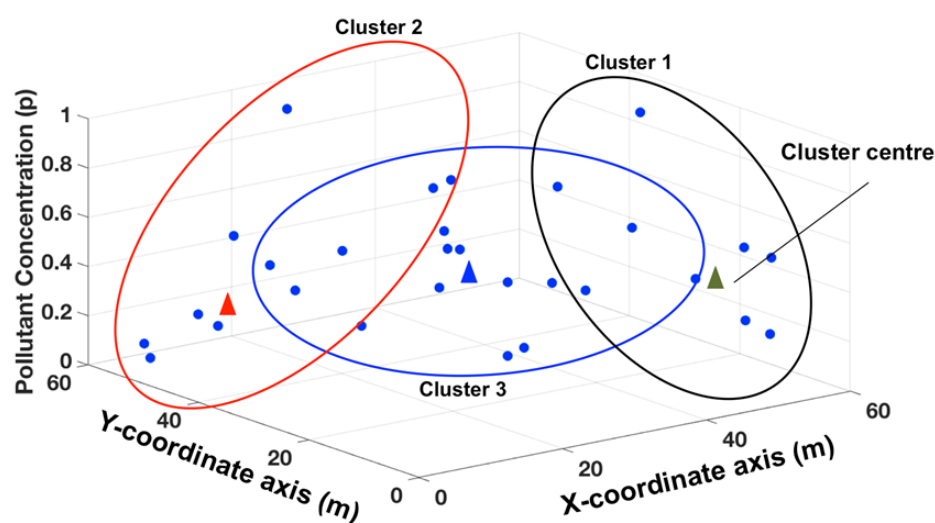 Cluster 2
Cluster 1
Cluster centre
Cluster 3
Pollutant Concentration (p)
1
0.8
0.6
0.4
0.2
0
60
40
20
0
Y-coordinate axis (m)
0
20
40
60
X-coordinate axis (m)